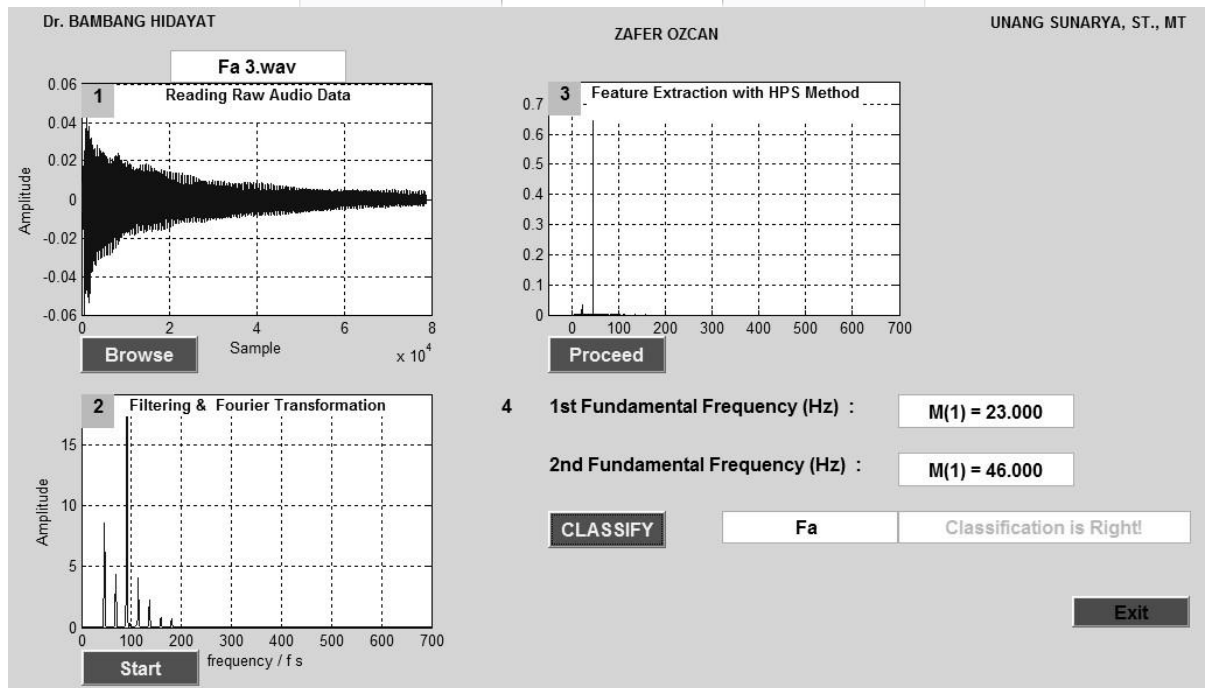 Dr. BAMBANG HIDAYAT
ZAFER OZCAN
UNANG SUNARYA, ST., MT
Fa 3.wav
1
Reading Raw Audio Data
0.06
0.04
0.02
0
-0.02
-0.04
-0.06
Amplitude
0 2 4 6 8
Sample
x 10^4
Browse
2
Filtering & Fourier Transformation
15
10
5
0
Amplitude
0 100 200 300 400 500 600 700
frequency / f s
Start
3
Feature Extraction with HPS Method
0.7
0.6
0.5
0.4
0.3
0.2
0.1
0
0 100 200 300 400 500 600 700
Proceed
4
1st Fundamental Frequency (Hz) :
M(1) = 23.000
2nd Fundamental Frequency (Hz) :
M(1) = 46.000
CLASSIFY
Fa
Classification is Right!
Exit